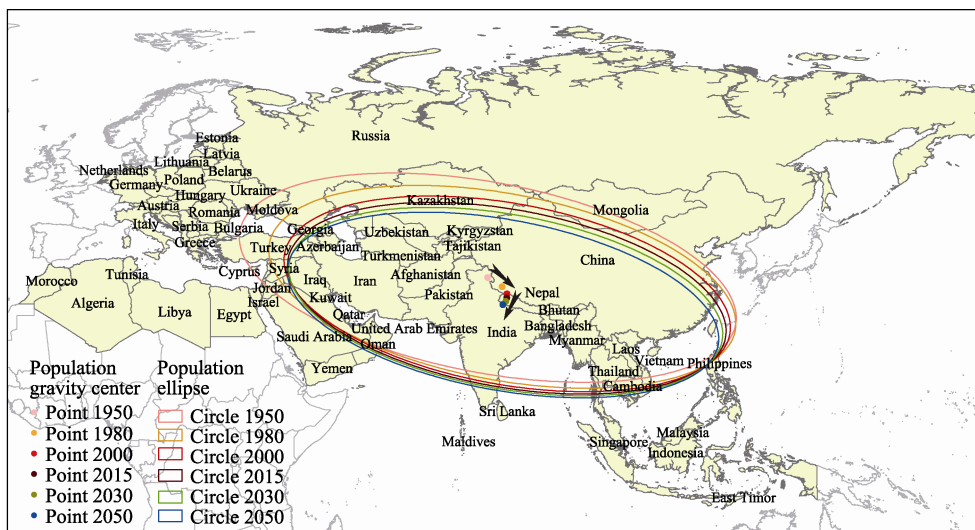 Russia
Estonia
Latvia
Lithuania
Belarus
Netherlands
Poland
Germany
Ukraine
Hungary
Austria
Romania
Moldova
Italy
Serbia
Bulgaria
Greece
Kazakhstan
Mongolia
Georgia
Uzbekistan
Kyrgyzstan
Turkey
Azerbaijan
Tajikistan
Turkmenistan
China
Cyprus
Syria
Afghanistan
Morocco
Tunisia
Jordan
Iraq
Iran
Israel
Kuwait
Pakistan
Nepal
Algeria
Libya
Egypt
Qatar
Bhutan
United Arab Emirates
India
Bangladesh
Saudi Arabia
Oman
Myanmar
Laos
Vietnam
Philippines
Yemen
Thailand
Cambodia
Sri Lanka
Maldives
Malaysia
Singapore
Indonesia
East Timor
Population
gravity center
Point 1950
Point 1980
Point 2000
Point 2015
Point 2030
Point 2050
Population
ellipse
Circle 1950
Circle 1980
Circle 2000
Circle 2015
Circle 2030
Circle 2050